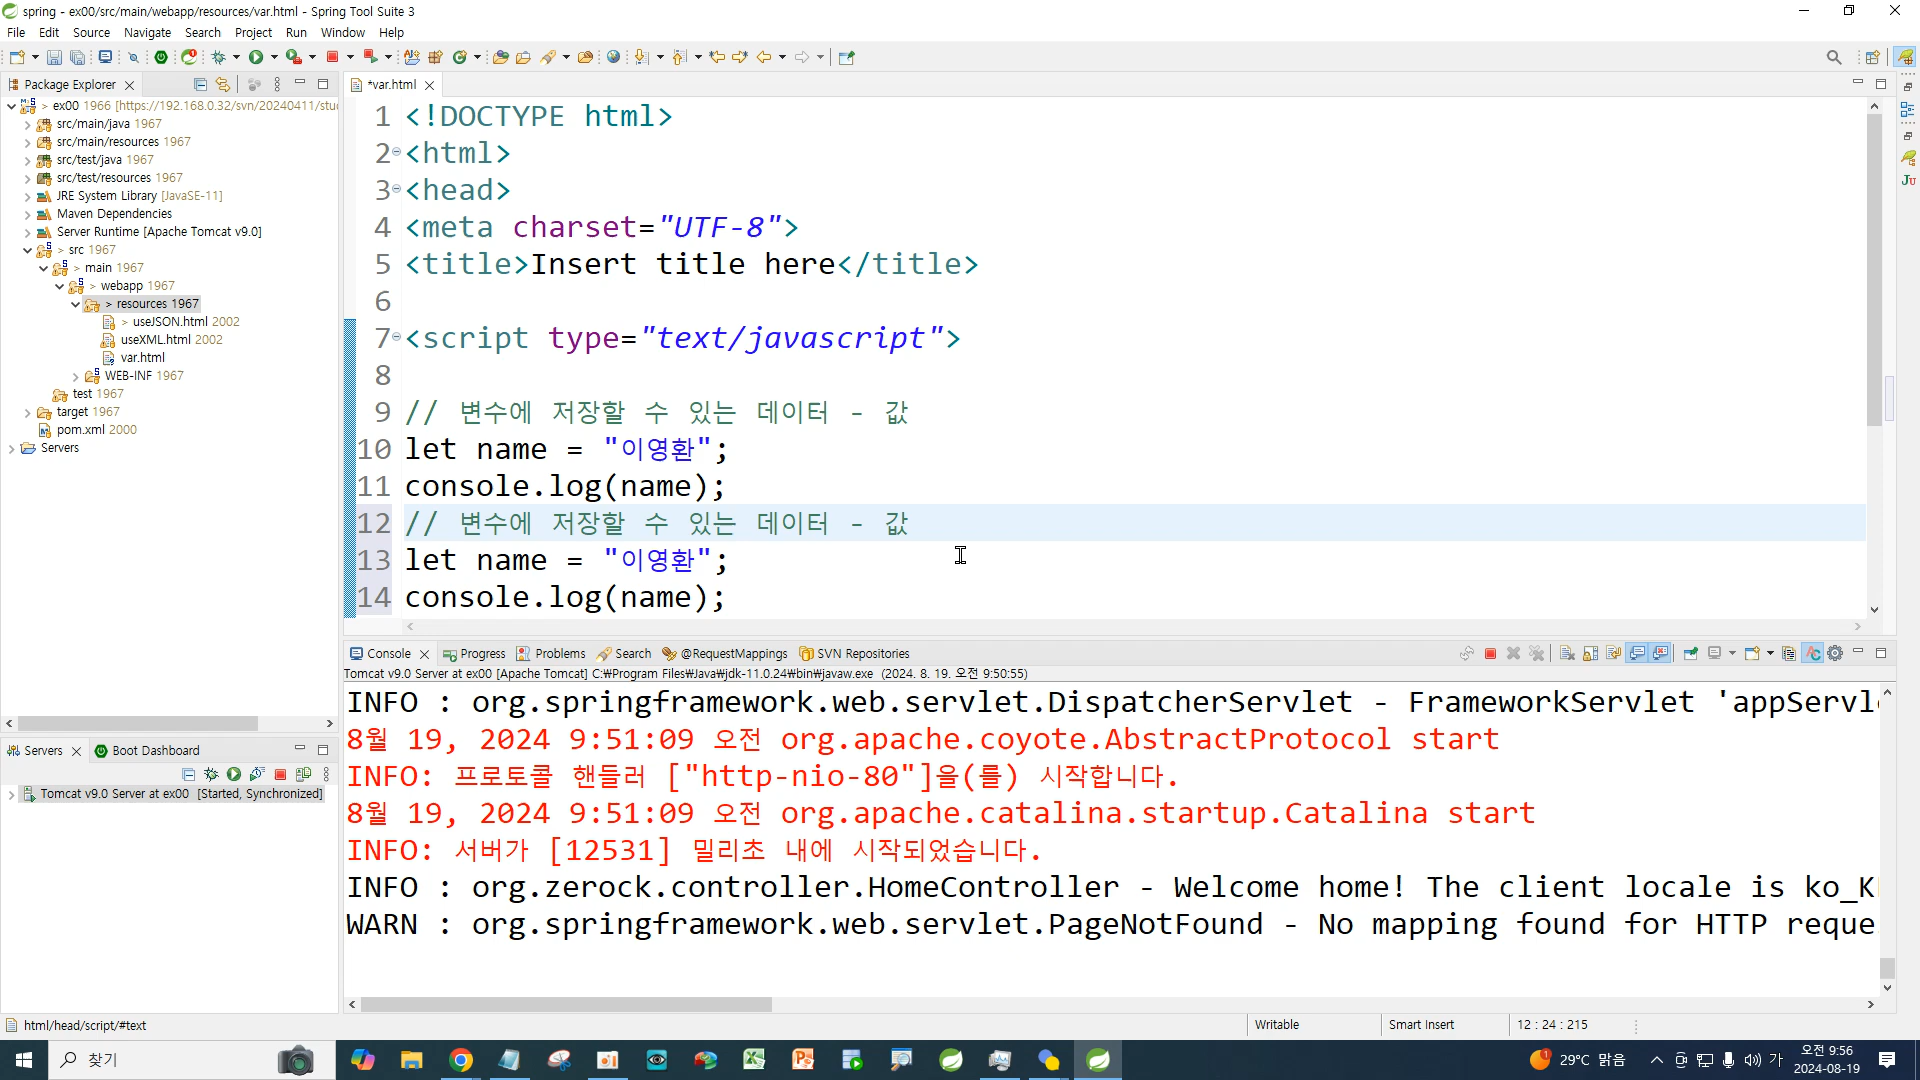 spring - ex00/src/main/webapp/resources/var.html - Spring Tool Suite 3
File Edit Source Navigate Search Project Run Window Help
Package Explorer
*var.html
> ex00 1966 [https://192.168.0.32/svn/20240411/stu
src/main/java 1967
src/main/resources 1967
src/test/java 1967
src/test/resources 1967
JRE System Library [JavaSE-11]
Maven Dependencies
Server Runtime [Apache Tomcat v9.0]
> src 1967
> main 1967
> webapp 1967
> resources 1967
> useJSON.html 2002
useXML.html 2002
var.html
WEB-INF 1967
test 1967
target 1967
pom.xml 2000
Servers
1 <!DOCTYPE html>
2 <html>
3 <head>
4 <meta charset="UTF-8">
5 <title>Insert title here</title>
6
7 <script type="text/javascript">
8
9 // 변수에 저장할 수 있는 데이터 - 값
10 let name = "이영환";
11 console.log(name);
12 // 변수에 저장할 수 있는 데이터 - 값
13 let name = "이영환";
14 console.log(name);
Servers Boot Dashboard
Tomcat v9.0 Server at ex00 [Started, Synchronized]
Console Progress Problems Search @RequestMappings SVN Repositories
Tomcat v9.0 Server at ex00 [Apache Tomcat] C:₩Program Files₩Java₩jdk-11.0.24₩bin₩javaw.exe (2024. 8. 19. 오전 9:50:55)
INFO : org.springframework.web.servlet.DispatcherServlet - FrameworkServlet 'appServl
8월 19, 2024 9:51:09 오전 org.apache.coyote.AbstractProtocol start
INFO: 프로토콜 핸들러 ["http-nio-80"]을(를) 시작합니다.
8월 19, 2024 9:51:09 오전 org.apache.catalina.startup.Catalina start
INFO: 서버가 [12531] 밀리초 내에 시작되었습니다.
INFO : org.zerock.controller.HomeController - Welcome home! The client locale is ko_K
WARN : org.springframework.web.servlet.PageNotFound - No mapping found for HTTP reque
html/head/script/#text
Writable
Smart Insert
12 : 24 : 215
찾기
29°C 맑음
가
오전 9:56
2024-08-19